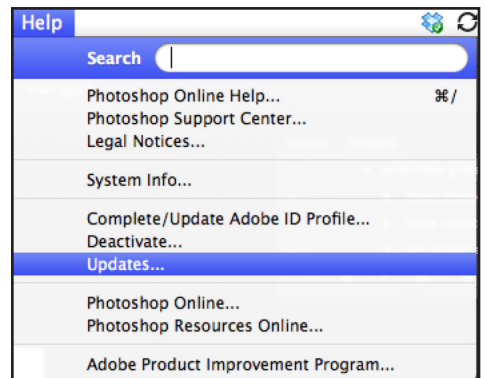 Help
Search
Photoshop Online Help... ⌘/
Photoshop Support Center...
Legal Notices...
System Info...
Complete/Update Adobe ID Profile...
Deactivate...
Updates...
Photoshop Online...
Photoshop Resources Online...
Adobe Product Improvement Program...